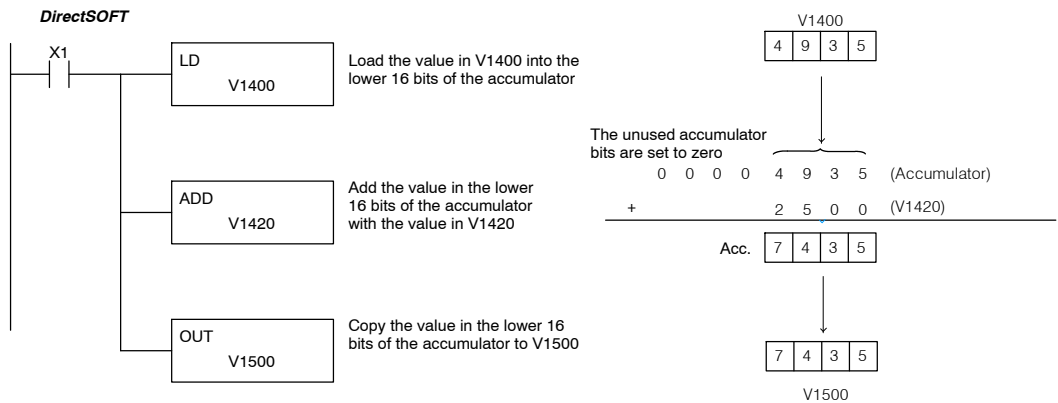 DirectSOFT
X1
LD
V1400
Load the value in V1400 into the
lower 16 bits of the accumulator
ADD
V1420
Add the value in the lower
16 bits of the accumulator
with the value in V1420
OUT
V1500
Copy the value in the lower 16
bits of the accumulator to V1500
V1400
4 9 3 5
The unused accumulator
bits are set to zero
0 0 0 0 4 9 3 5 (Accumulator)
+ 2 5 0 0 (V1420)
Acc. 7 4 3 5
7 4 3 5
V1500